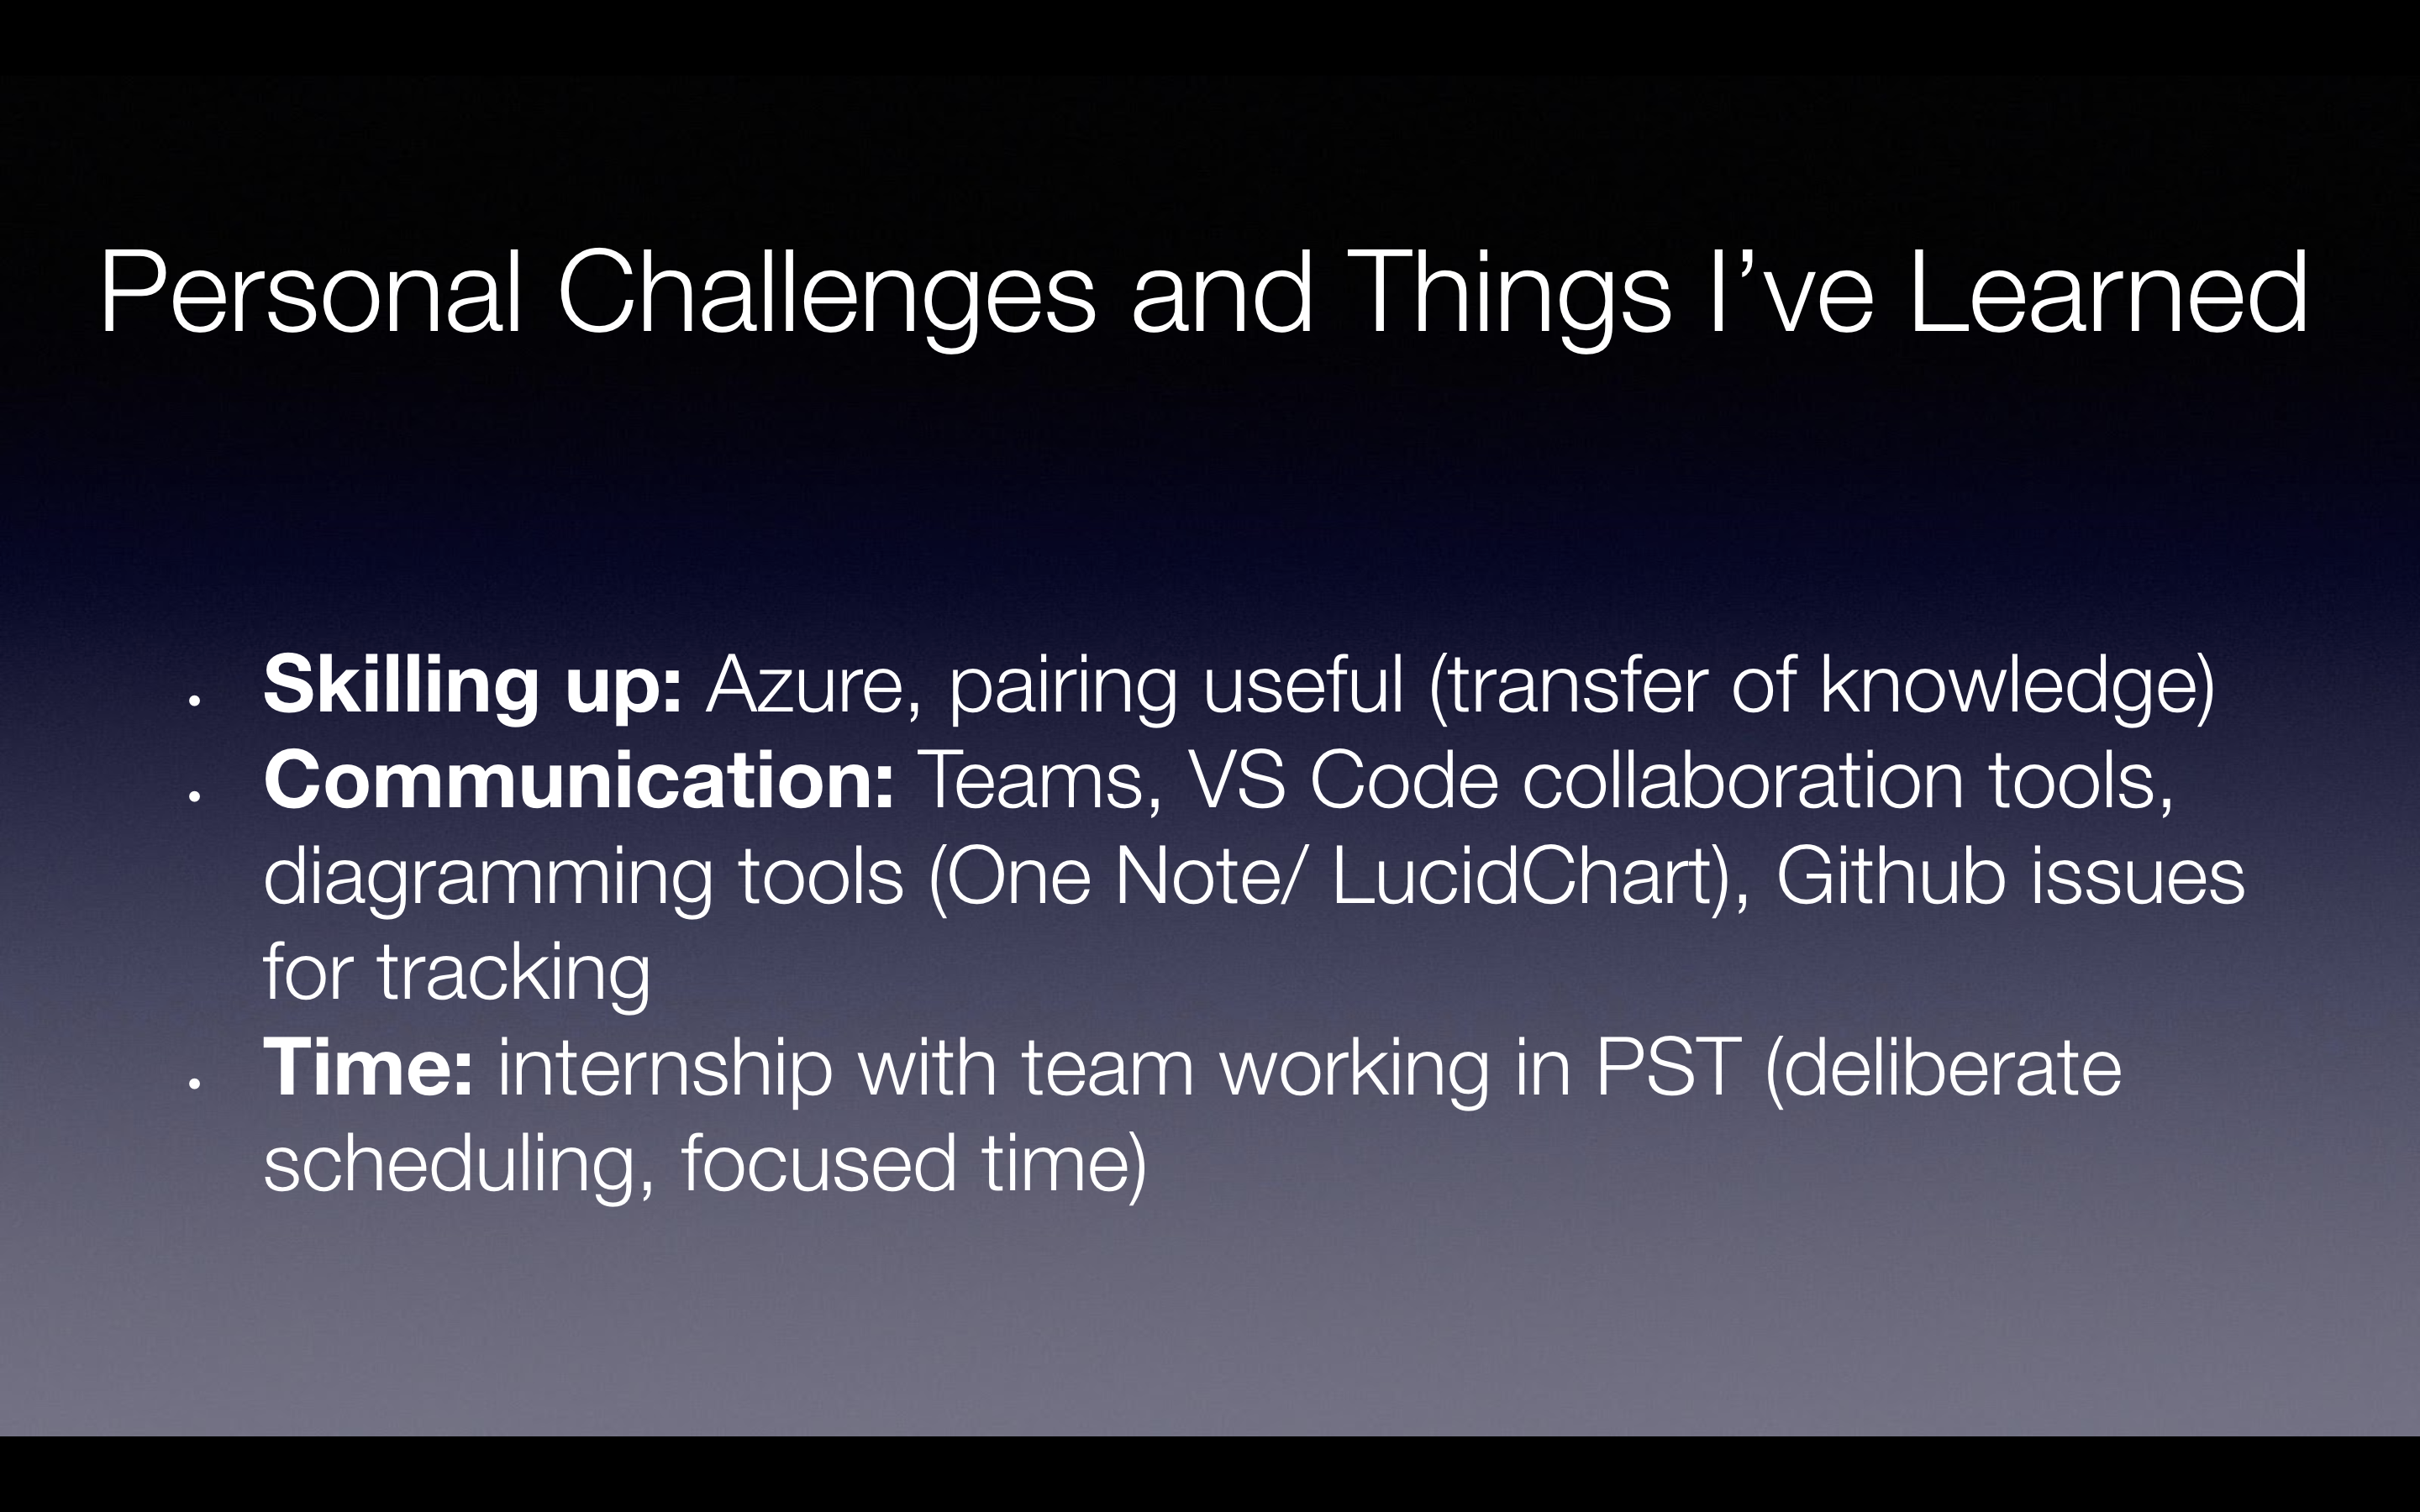 Personal Challenges and Things I’ve Learned
• Skilling up: Azure, pairing useful (transfer of knowledge)
• Communication: Teams, VS Code collaboration tools,
diagramming tools (One Note/ LucidChart), Github issues
for tracking
• Time: internship with team working in PST (deliberate
scheduling, focused time)